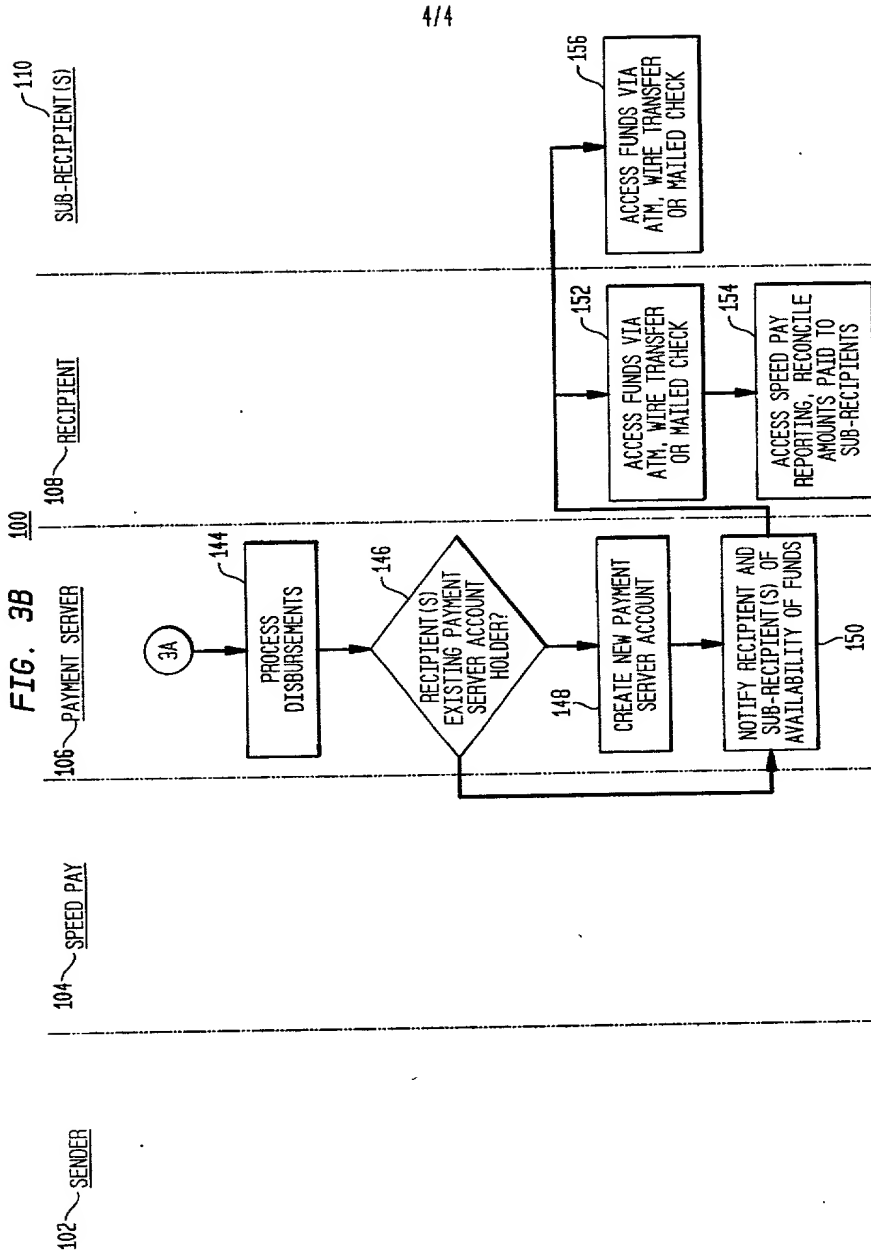 4/4
FIG. 3B
100
102 SENDER
104 SPEED PAY
106 PAYMENT SERVER
108 RECIPIENT
110
SUB-RECIPIENT(S)
3A
144
PROCESS
DISBURSEMENTS
146
RECIPIENT(S)
EXISTING PAYMENT
SERVER ACCOUNT
HOLDER?
148
CREATE NEW PAYMENT
SERVER ACCOUNT
NOTIFY RECIPIENT AND
SUB-RECIPIENT(S) OF
AVAILABILITY OF FUNDS
150
152
ACCESS FUNDS VIA
ATM, WIRE TRANSFER
OR MAILED CHECK
154
ACCESS SPEED PAY
REPORTING, RECONCILE
AMOUNTS PAID TO
SUB-RECIPIENTS
156
ACCESS FUNDS VIA
ATM, WIRE TRANSFER
OR MAILED CHECK